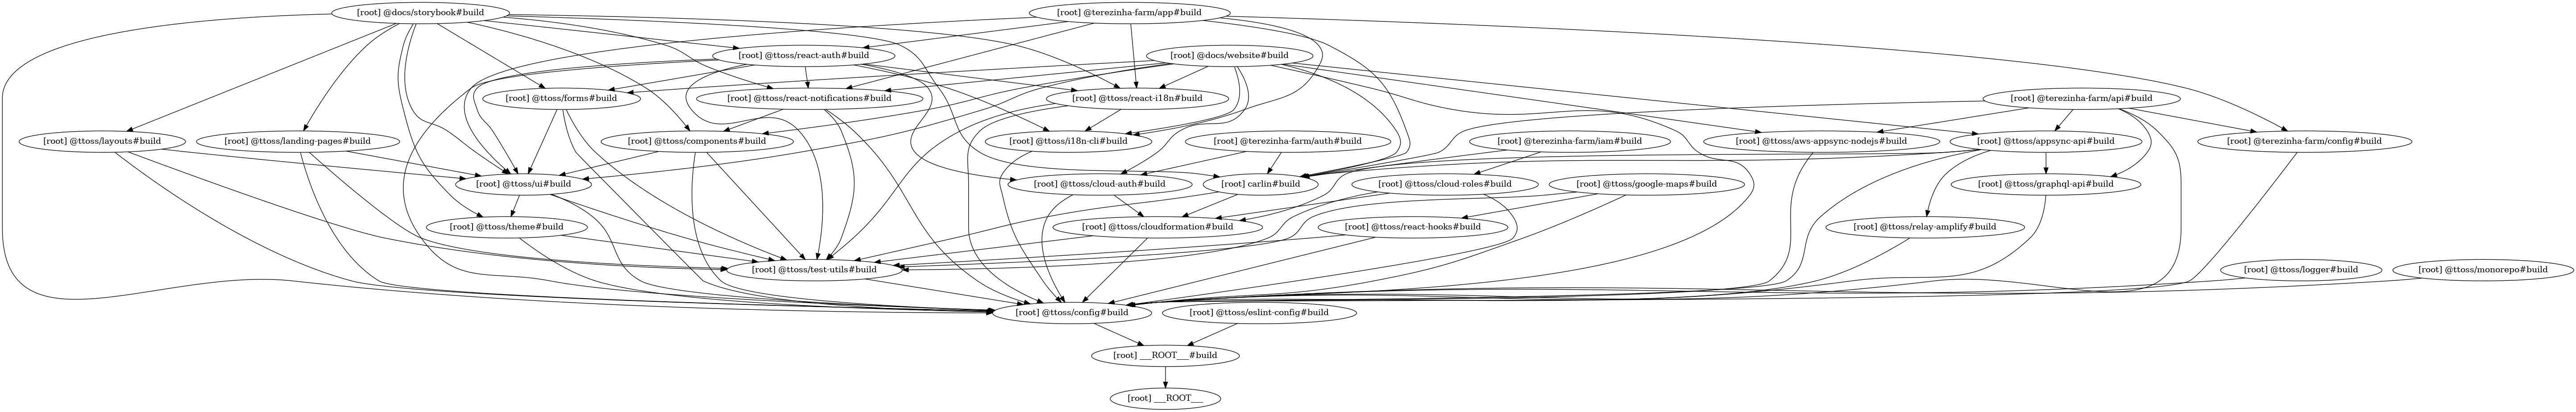 [root] @docs/storybook#build
[root] @terezinha-farm/app#build
[root] @ttoss/react-auth#build
[root] @docs/website#build
[root] @ttoss/forms#build
[root] @ttoss/react-notifications#build
[root] @ttoss/react-i18n#build
[root] @terezinha-farm/api#build
[root] @ttoss/layouts#build
[root] @ttoss/landing-pages#build
[root] @ttoss/components#build
[root] @ttoss/i18n-cli#build
[root] @terezinha-farm/auth#build
[root] @terezinha-farm/iam#build
[root] @ttoss/aws-appsync-nodejs#build
[root] @ttoss/appsync-api#build
[root] @terezinha-farm/config#build
[root] @ttoss/ui#build
[root] @ttoss/cloud-auth#build
[root] carlin#build
[root] @ttoss/cloud-roles#build
[root] @ttoss/google-maps#build
[root] @ttoss/graphql-api#build
[root] @ttoss/theme#build
[root] @ttoss/cloudformation#build
[root] @ttoss/react-hooks#build
[root] @ttoss/relay-amplify#build
[root] @ttoss/test-utils#build
[root] @ttoss/logger#build
[root] @ttoss/monorepo#build
[root] @ttoss/config#build
[root] @ttoss/eslint-config#build
[root] ___ROOT___#build
[root] ___ROOT___